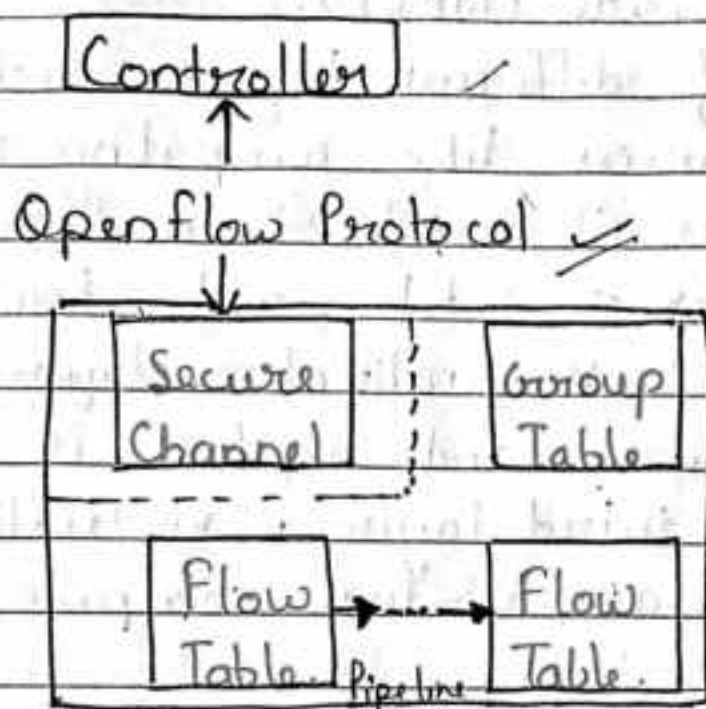 Controller
Openflow Protocol
Secure
Channel
Group
Table
Flow
Table.
Pipeline
Flow
Table.